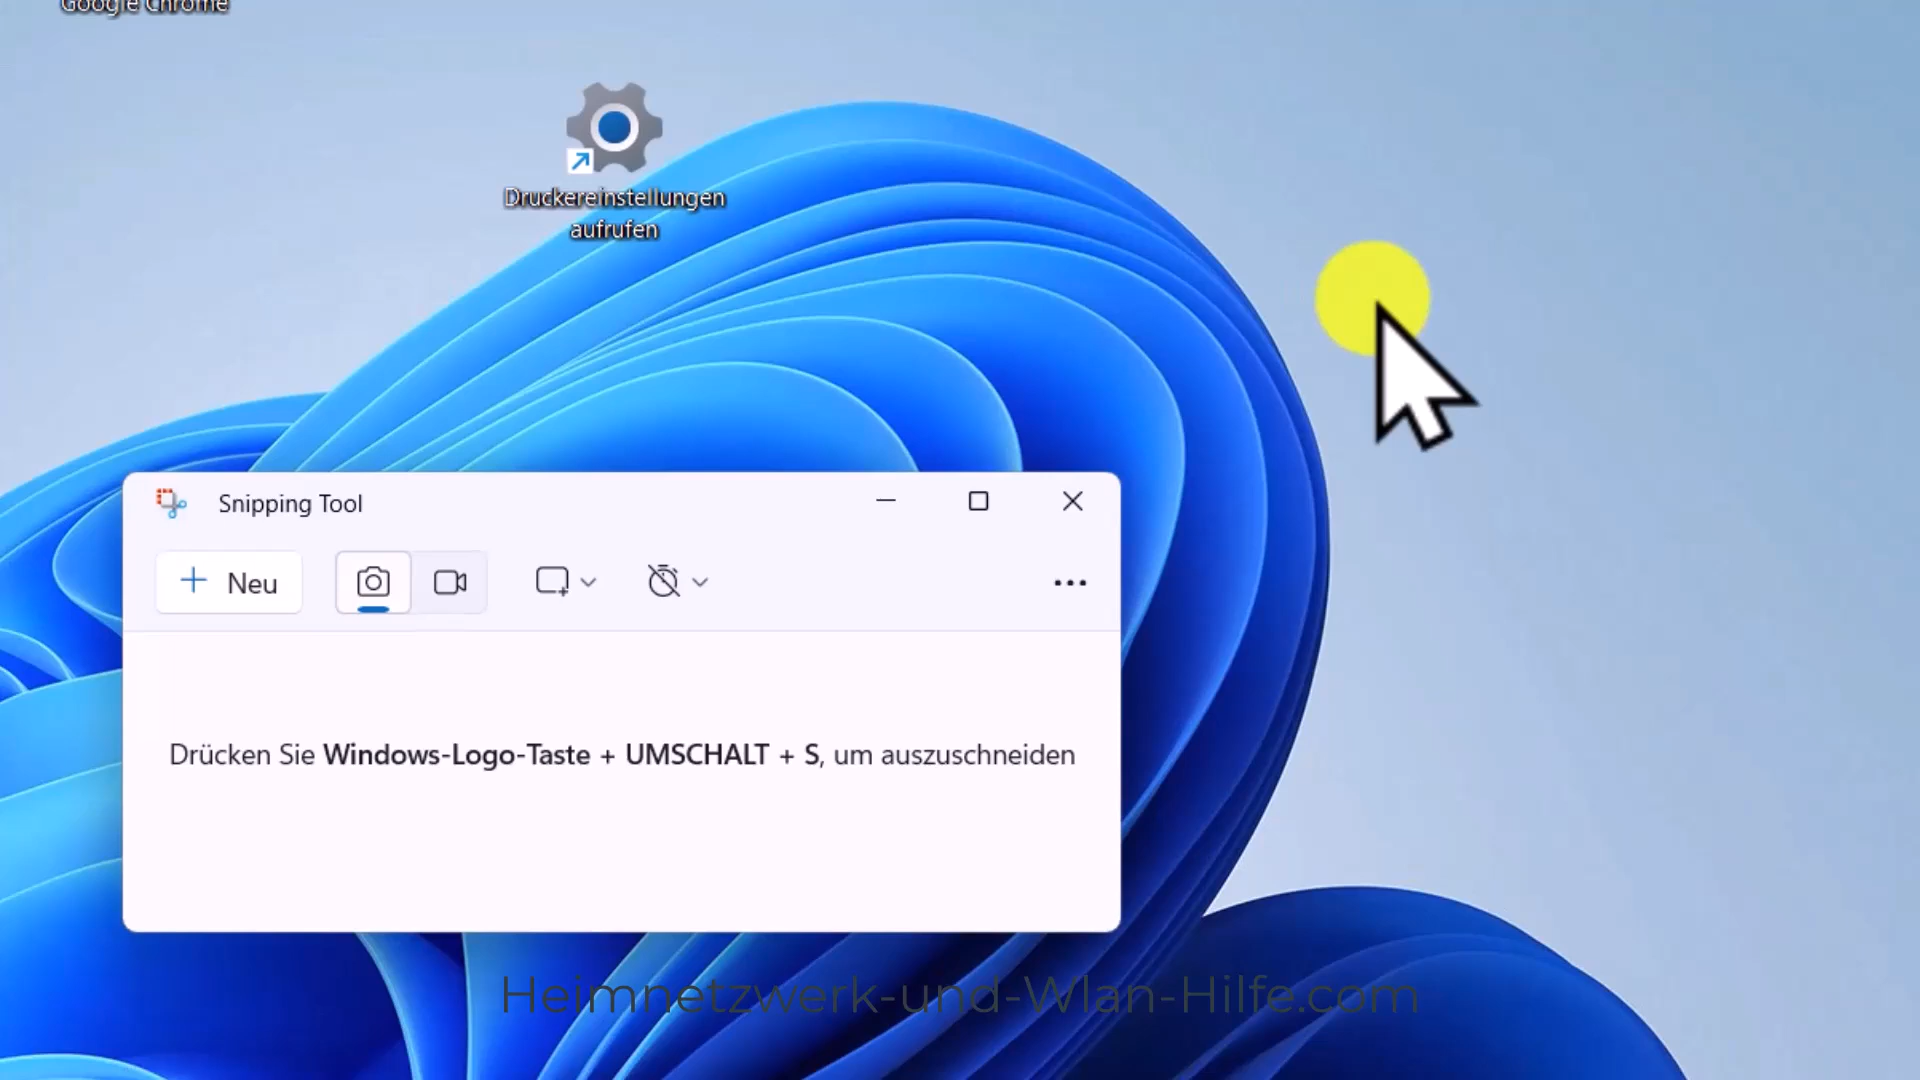 Google Chrome
Druckereinstellungen
aufrufen
Snipping Tool
Neu
Drücken Sie Windows-Logo-Taste + UMSCHALT + S, um auszuschneiden
Heimnetzwerk-und-Wlan-Hilfe.com